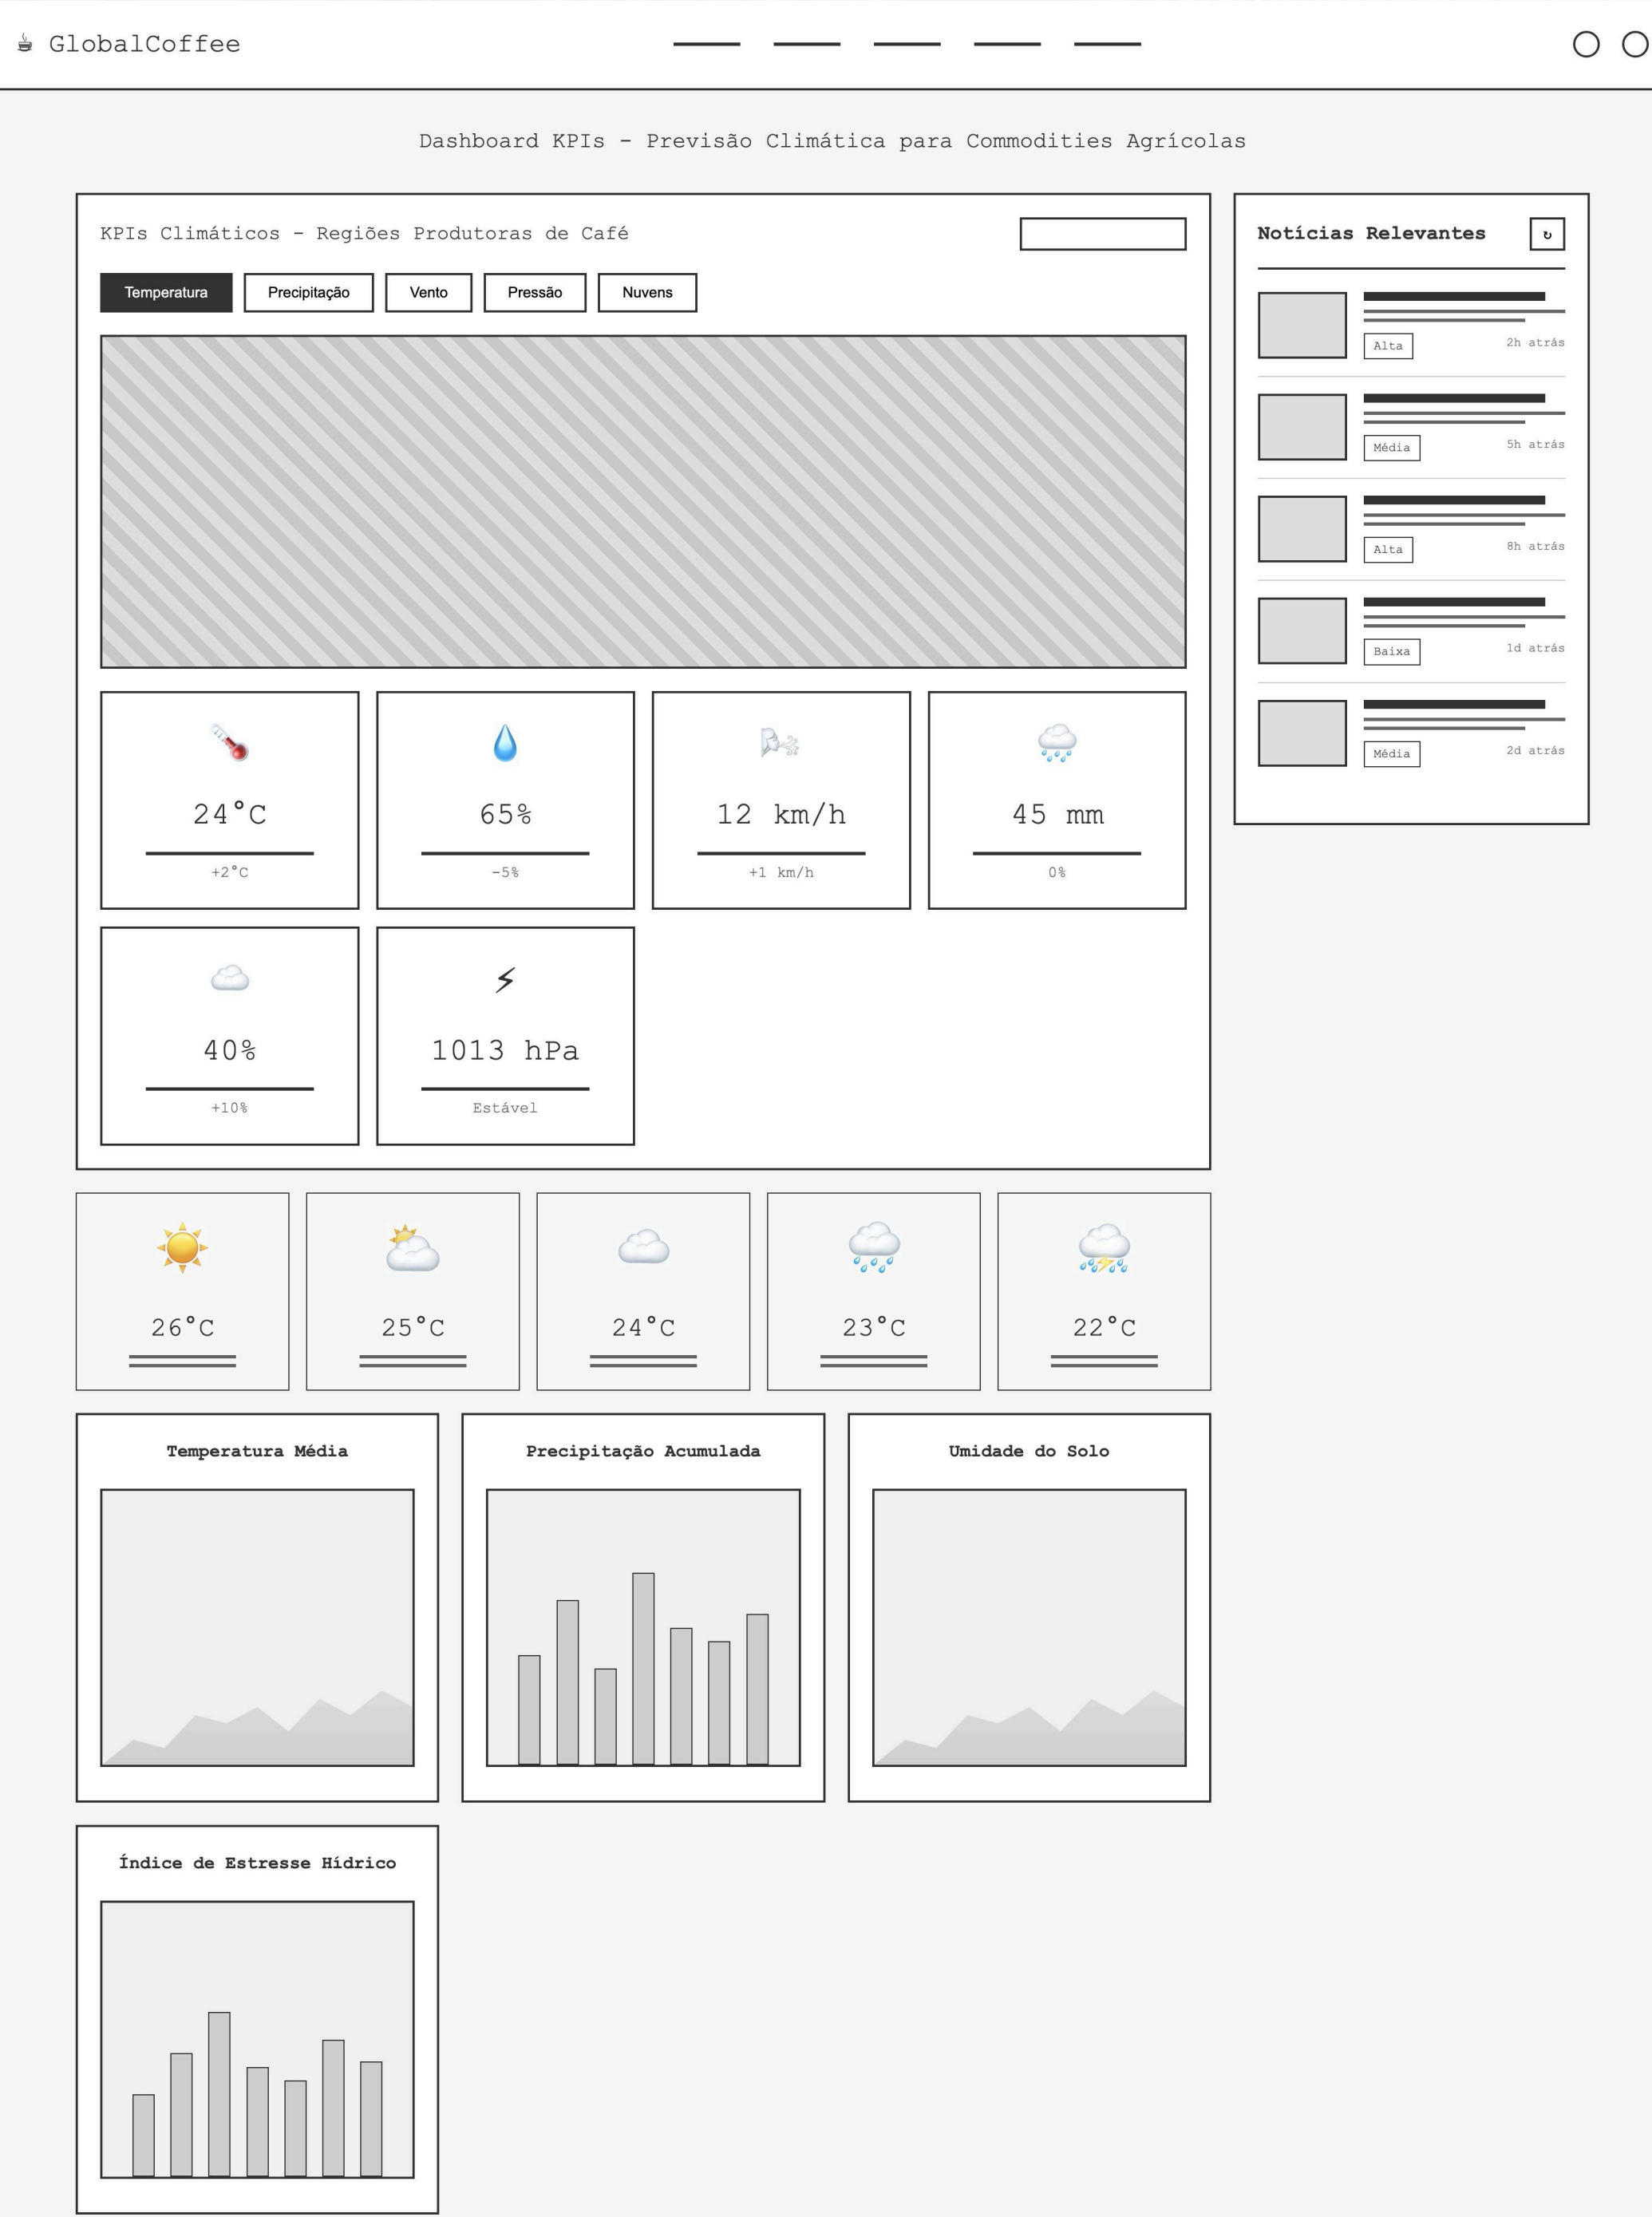 GlobalCoffee
Dashboard KPIs - Previsão Climática para Commodities Agrícolas
KPIs Climáticos - Regiões Produtoras de Café
Temperatura
Precipitação
Vento
Pressão
Nuvens
24°C
+2°C
65%
-5%
12 km/h
+1 km/h
45 mm
0%
40%
+10%
1013 hPa
Estável
Notícias Relevantes
↻
Alta
2h atrás
Média
5h atrás
Alta
8h atrás
Baixa
1d atrás
Média
2d atrás
26°C
25°C
24°C
23°C
22°C
Temperatura Média
Precipitação Acumulada
Umidade do Solo
Índice de Estresse Hídrico